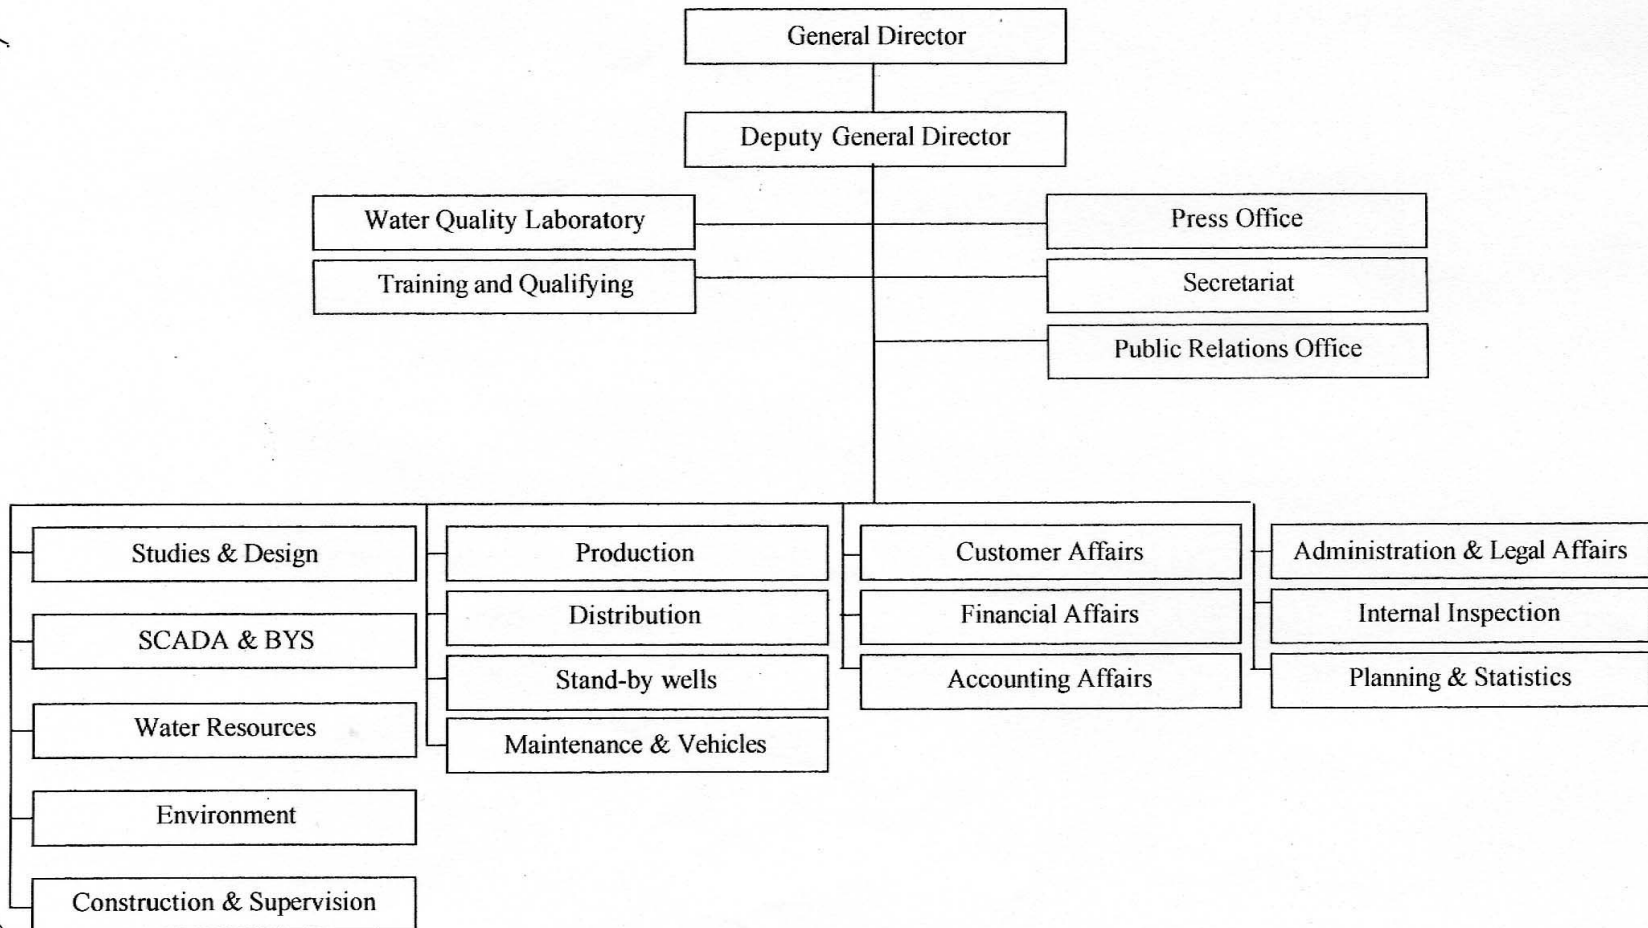 General Director
Deputy General Director
Water Quality Laboratory
Press Office
Training and Qualifying
Secretariat
Public Relations Office
Studies & Design
SCADA & BYS
Water Resources
Environment
Construction & Supervision
Production
Distribution
Stand-by wells
Maintenance & Vehicles
Customer Affairs
Financial Affairs
Accounting Affairs
Administration & Legal Affairs
Internal Inspection
Planning & Statistics